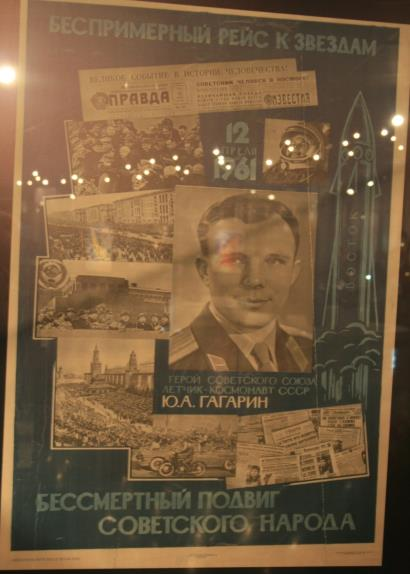 БЕСПРИМЕРНЫЙ РЕЙС К ЗВЕЗДАМ
ВЕЛИКОЕ СОБЫТИЕ В ИСТОРИИ ЧЕЛОВЕЧЕСТВА!
ПРАВДА
ИЗВЕСТИЯ
12
АПРЕЛЯ
1961
ВОСТОК
ГЕРОЙ СОВЕТСКОГО СОЮЗА
ЛЕТЧИК-КОСМОНАВТ СССР
Ю.А. ГАГАРИН
БЕССМЕРТНЫЙ ПОДВИГ
СОВЕТСКОГО НАРОДА